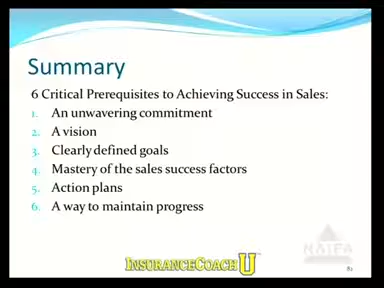 Summary
6 Critical Prerequisites to Achieving Success in Sales:
1. An unwavering commitment
2. A vision
3. Clearly defined goals
4. Mastery of the sales success factors
5. Action plans
6. A way to maintain progress
NAIFA
INSURANCECOACH U